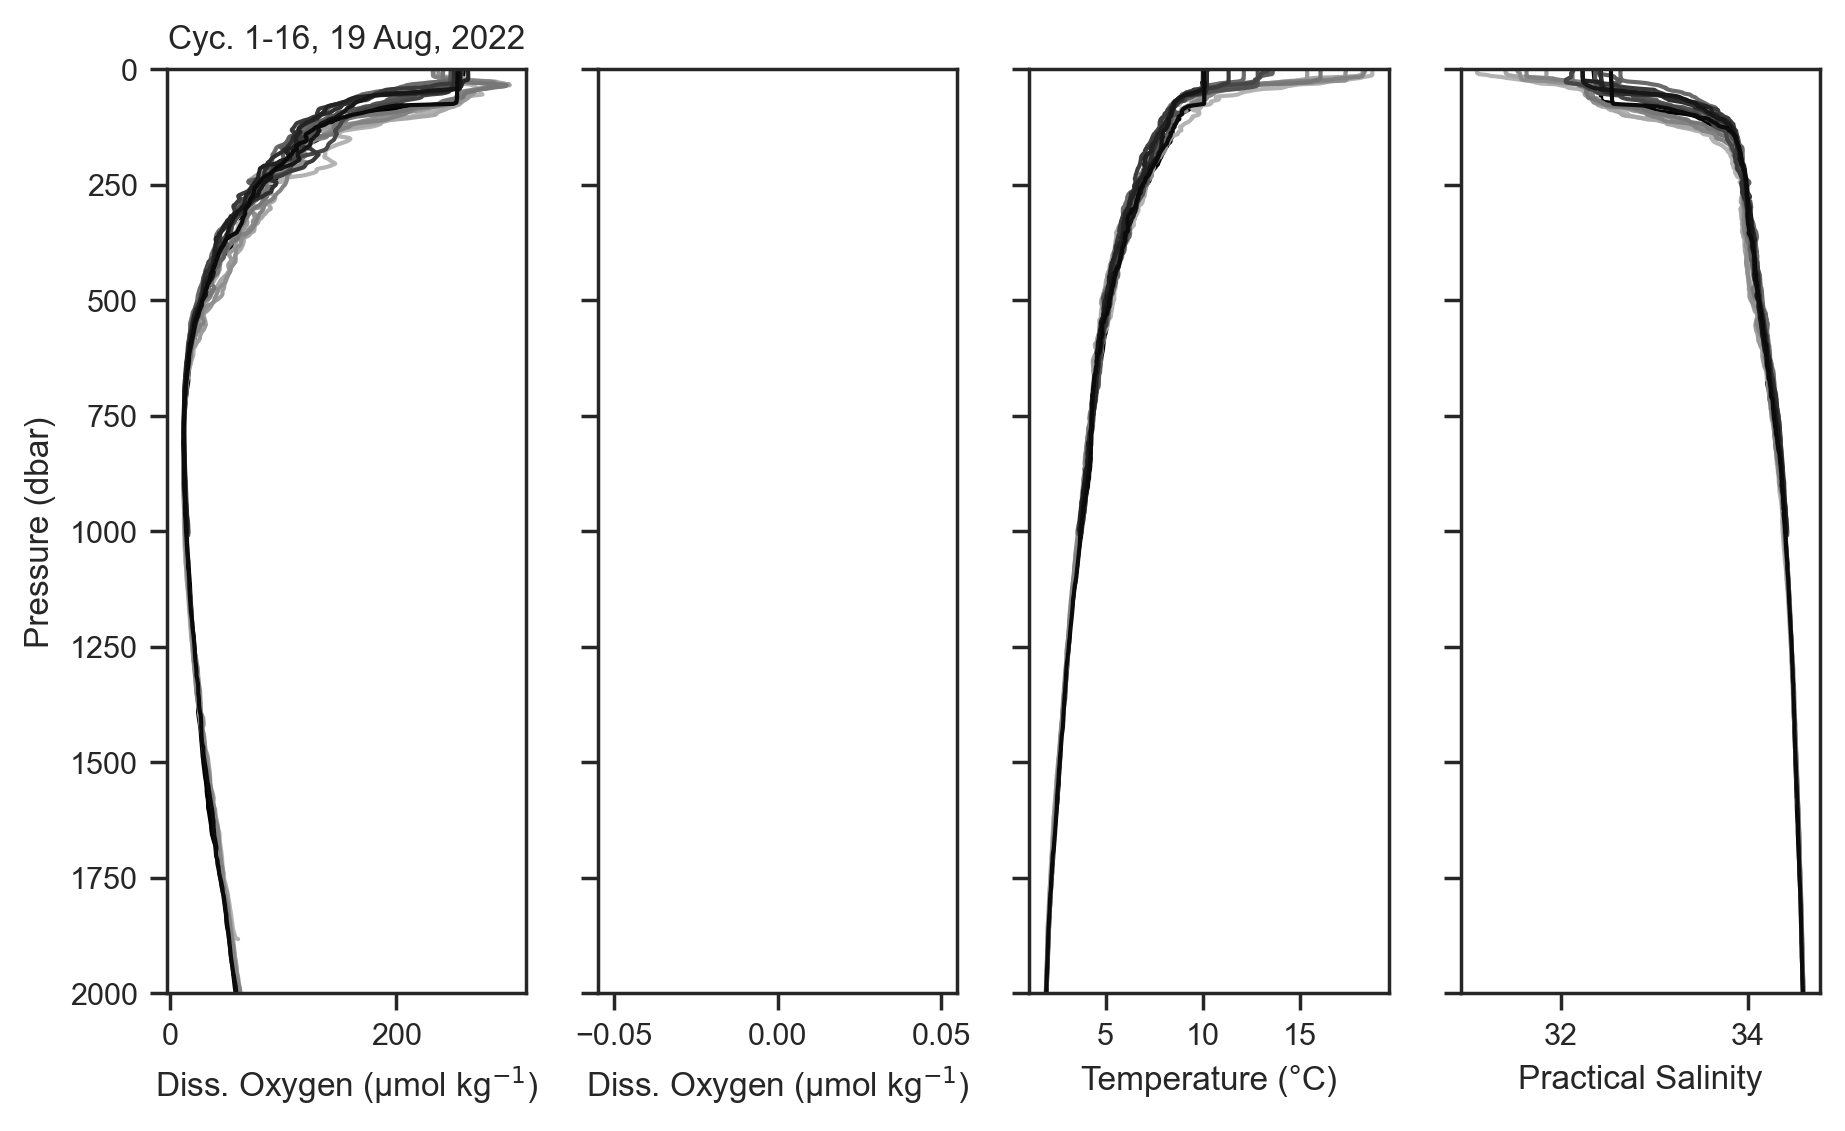 Cyc. 1-16, 19 Aug, 2022
Pressure (dbar)
0
250
500
750
1000
1250
1500
1750
2000
0 200
Diss. Oxygen (μmol kg⁻¹)
−0.05 0.00 0.05
Diss. Oxygen (μmol kg⁻¹)
5 10 15
Temperature (°C)
32 34
Practical Salinity